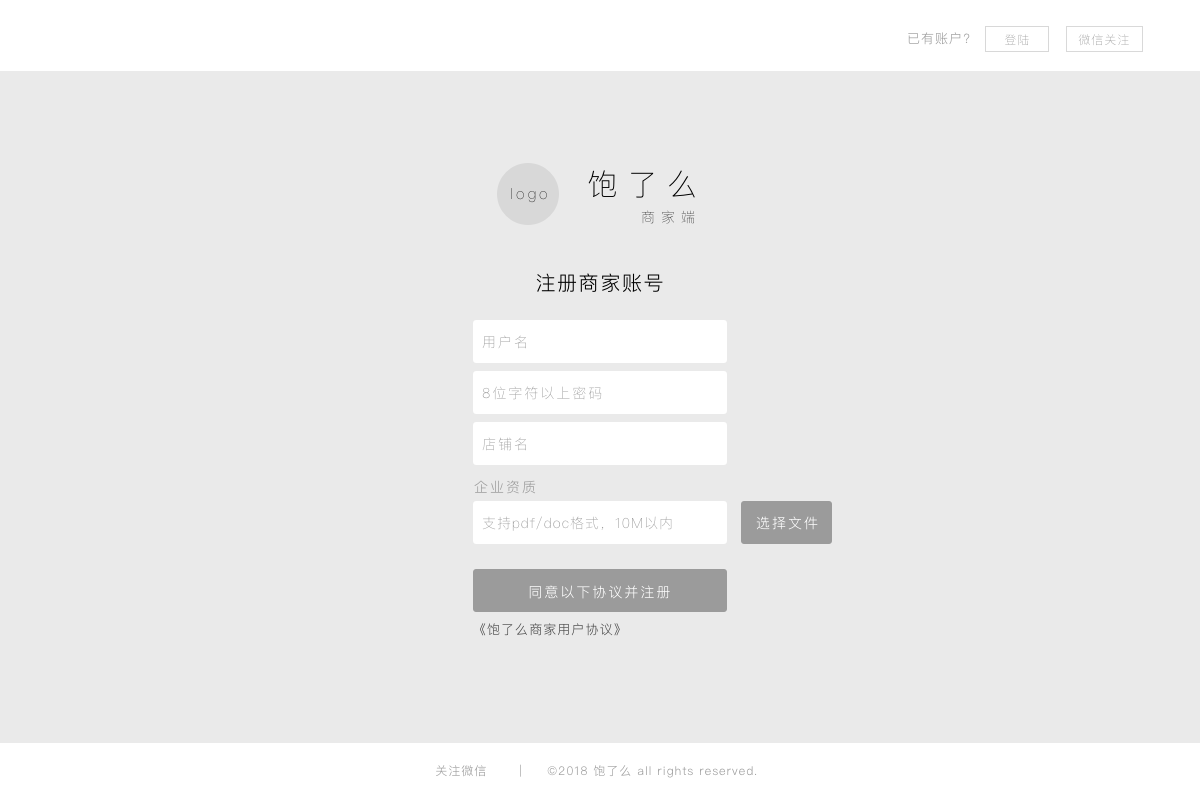 已有账户? 登陆 微信关注
logo
饱了么
商家端
注册商家账号
用户名
8位字符以上密码
店铺名
企业资质
支持pdf/doc格式，10M以内 选择文件
同意以下协议并注册
《饱了么商家用户协议》
关注微信 | ©2018 饱了么 all rights reserved.